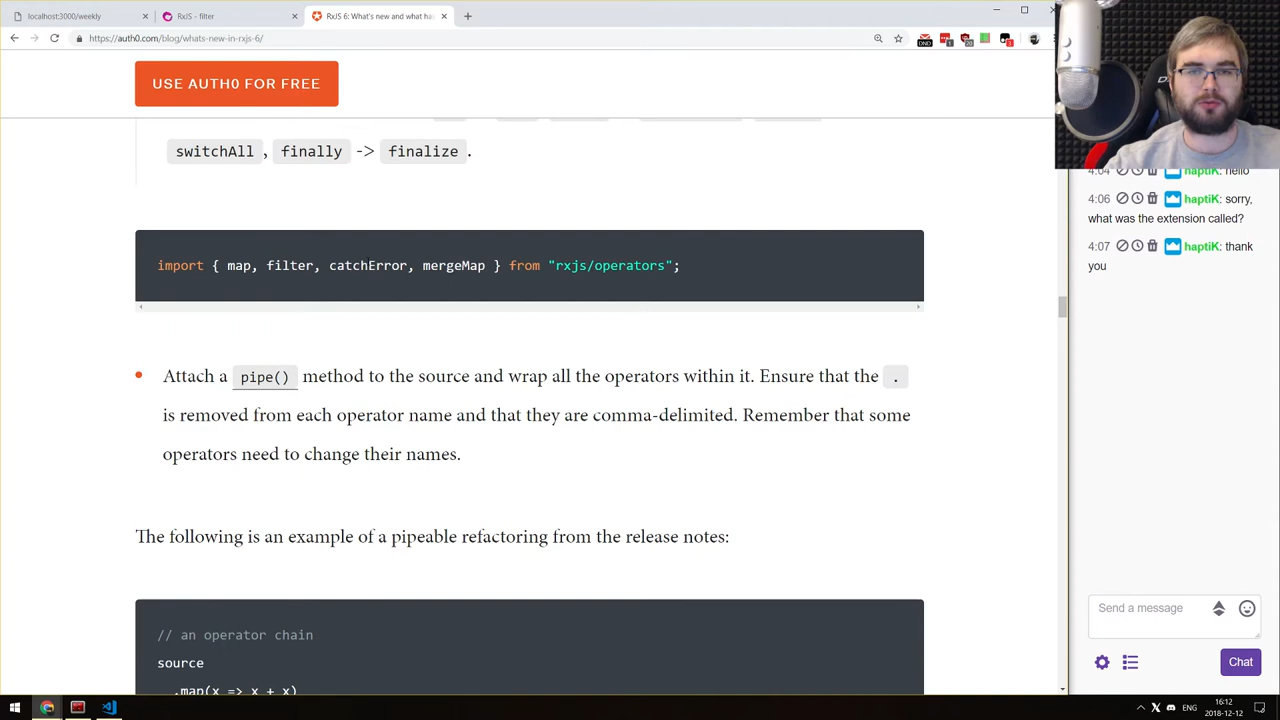 localhost:3000/weekly
RxJS - filter
RxJS 6: What's new and what ha
https://auth0.com/blog/whats-new-in-rxjs-6/
USE AUTH0 FOR FREE
switchAll, finally -> finalize.
import { map, filter, catchError, mergeMap } from "rxjs/operators";
• Attach a pipe() method to the source and wrap all the operators within it. Ensure that the .
is removed from each operator name and that they are comma-delimited. Remember that some
operators need to change their names.
The following is an example of a pipeable refactoring from the release notes:
// an operator chain
source
.map(x => x + x)
4:04 haptiK: hello
4:06 haptiK: sorry,
what was the extension called?
4:07 haptiK: thank
you
Send a message
Chat
ENG
16:12
2018-12-12